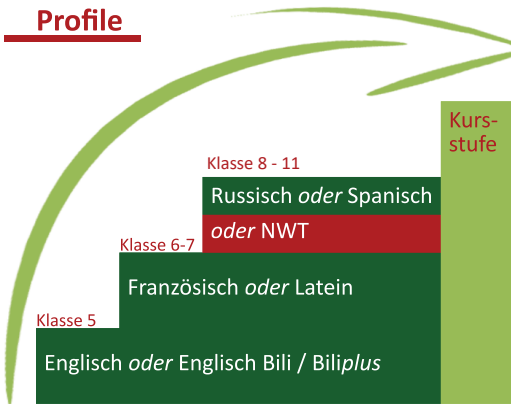 Profile
Kurs-
stufe
Klasse 8 - 11
Russisch oder Spanisch
oder NWT
Klasse 6-7
Französisch oder Latein
Klasse 5
Englisch oder Englisch Bili / Biliplus